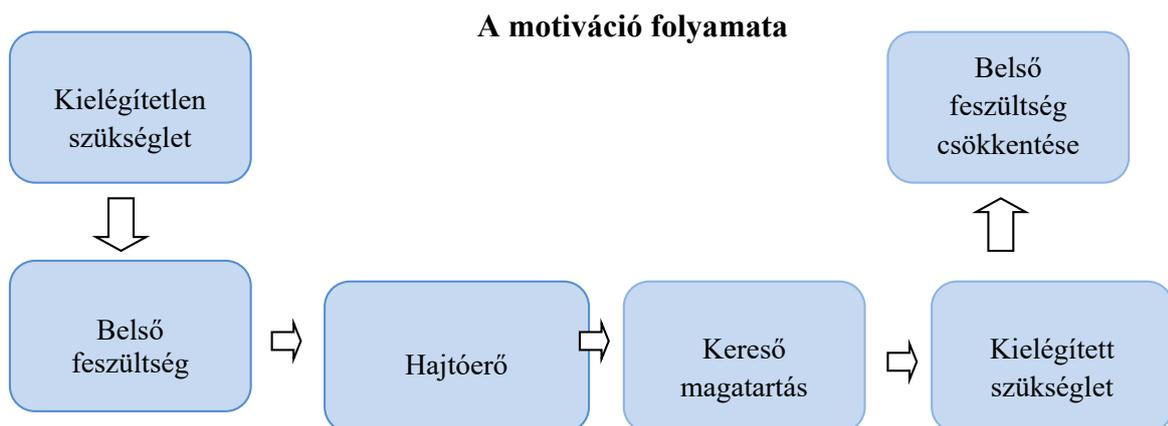 A motiváció folyamata
Kielégítetlen
szükséglet
Belső
feszültség
Hajtóerő
Kereső
magatartás
Kielégített
szükséglet
Belső
feszültség
csökkentése